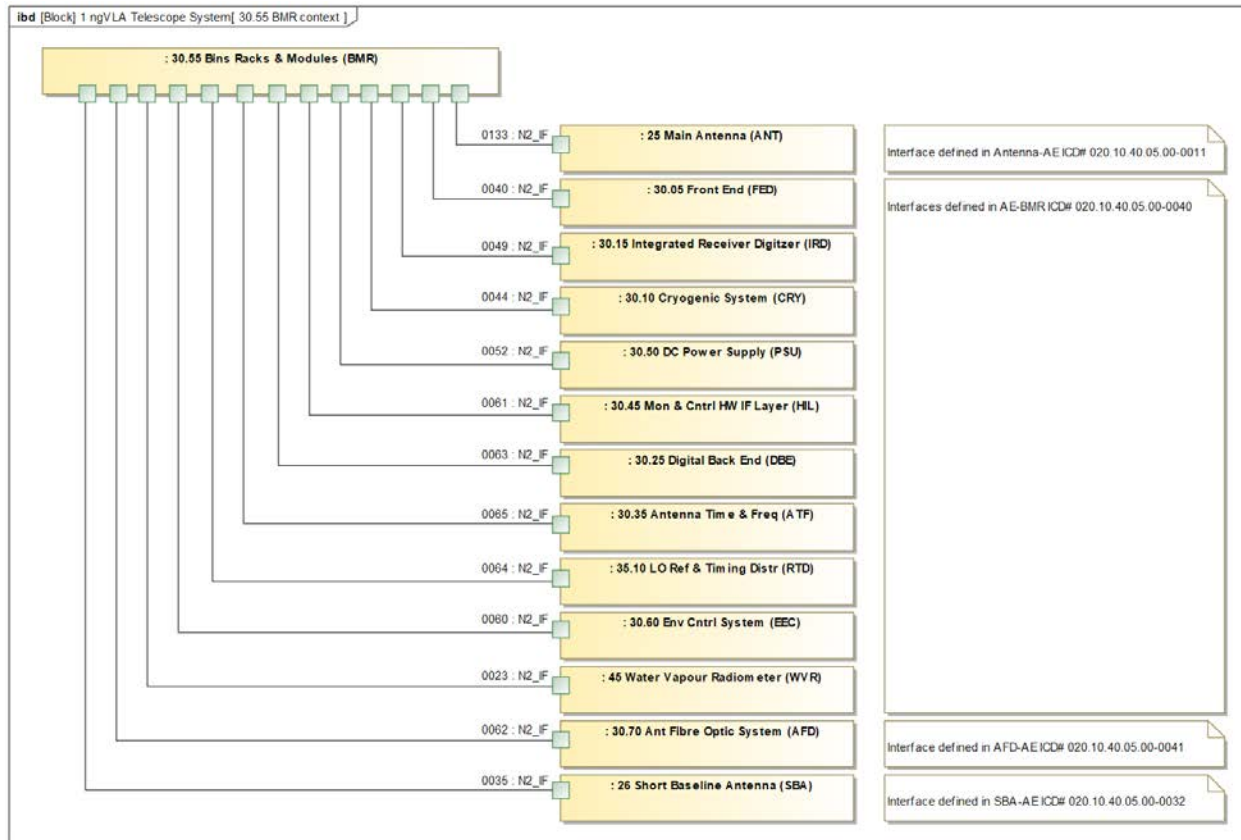 ibd [Block] 1 ngVLA Telescope System[ 30.55 BMR context ]
: 30.55 Bins Racks & Modules (BMR)
0133 : N2_IF
: 25 Main Antenna (ANT)
Interface defined in Antenna-AE ICD# 020.10.40.05.00-0011
0040 : N2_IF
: 30.05 Front End (FED)
Interfaces defined in AE-BMR ICD# 020.10.40.05.00-0040
0049 : N2_IF
: 30.15 Integrated Receiver Digitzer (IRD)
0044 : N2_IF
: 30.10 Cryogenic System (CRY)
0052 : N2_IF
: 30.50 DC Power Supply (PSU)
0061 : N2_IF
: 30.45 Mon & Cntrl HW IF Layer (HIL)
0063 : N2_IF
: 30.25 Digital Back End (DBE)
0065 : N2_IF
: 30.35 Antenna Time & Freq (ATF)
0064 : N2_IF
: 35.10 LO Ref & Timing Distr (RTD)
0060 : N2_IF
: 30.60 Env Cntrl System (EEC)
0023 : N2_IF
: 45 Water Vapour Radiometer (WVR)
0062 : N2_IF
: 30.70 Ant Fibre Optic System (AFD)
Interface defined in AFD-AE ICD# 020.10.40.05.00-0041
0035 : N2_IF
: 26 Short Baseline Antenna (SBA)
Interface defined in SBA-AE ICD# 020.10.40.05.00-0032